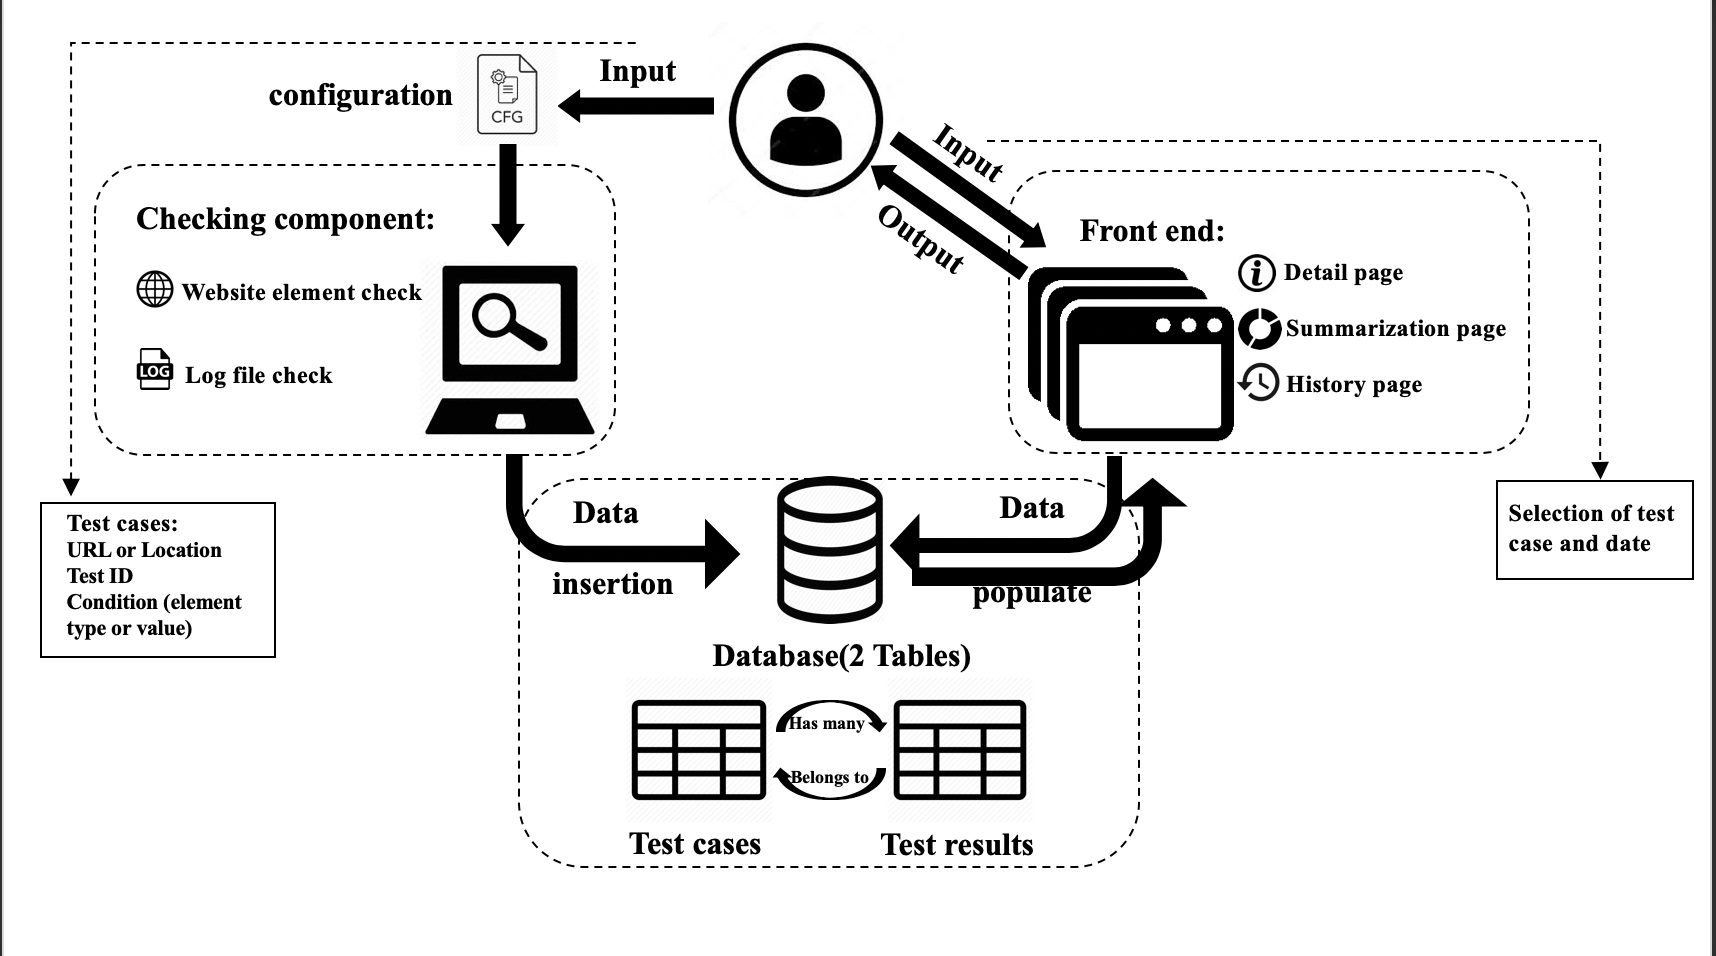 Input
configuration
CFG
Input
Output
Checking component:
Website element check
LOG
Log file check
Front end:
Detail page
Summarization page
History page
Test cases:
URL or Location
Test ID
Condition (element
type or value)
Selection of test
case and date
Data
insertion
Data
populate
Database(2 Tables)
Has many
Belongs to
Test cases
Test results